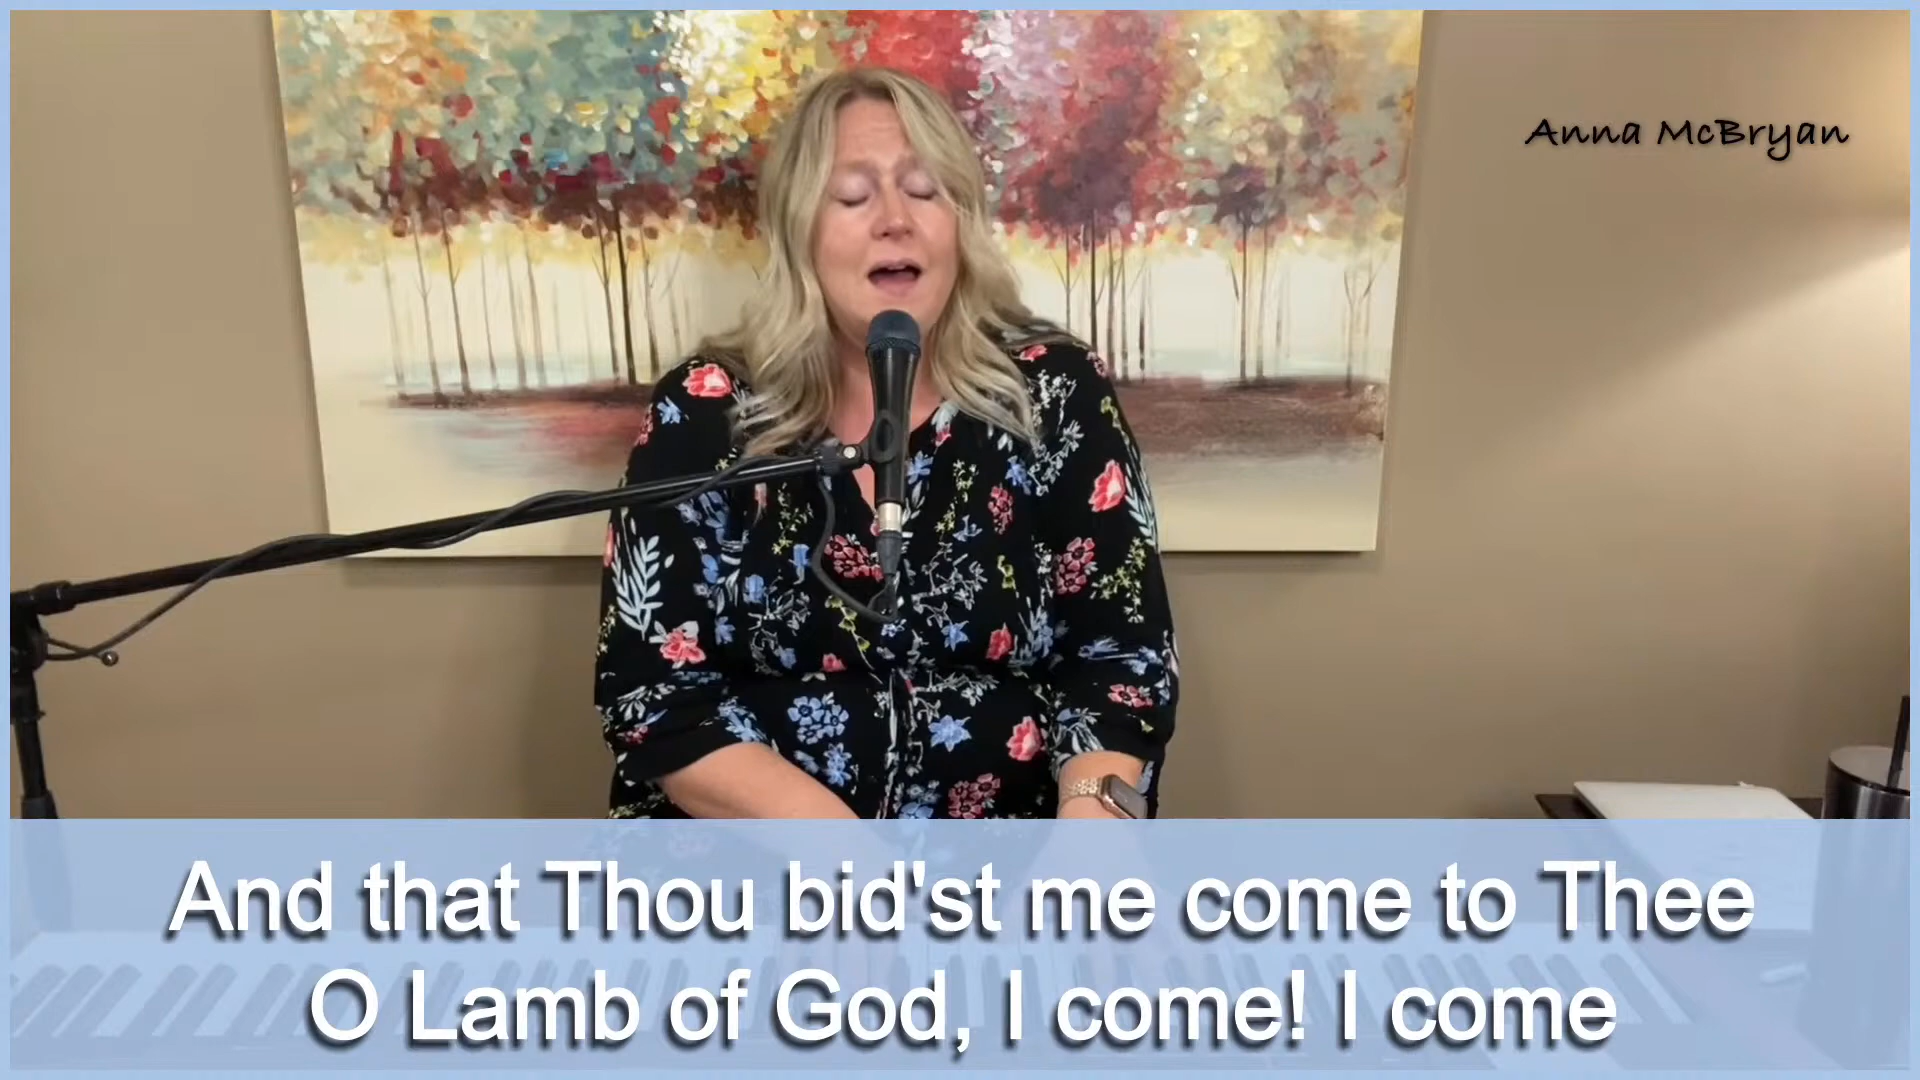 Anna McBryan
And that Thou bid'st me come to Thee
O Lamb of God, I come! I come